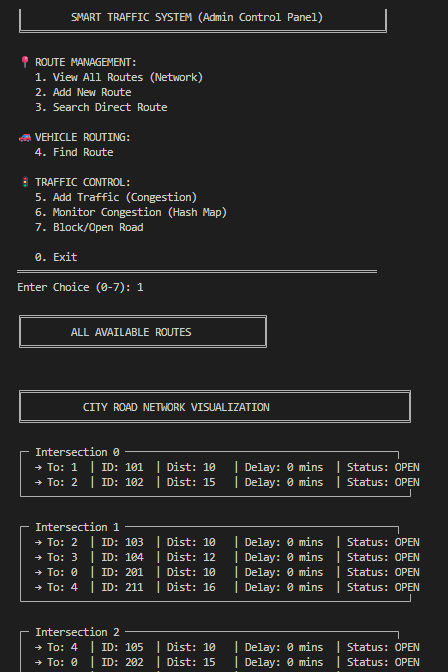 SMART TRAFFIC SYSTEM (Admin Control Panel)
ROUTE MANAGEMENT:
1. View All Routes (Network)
2. Add New Route
3. Search Direct Route
VEHICLE ROUTING:
4. Find Route
TRAFFIC CONTROL:
5. Add Traffic (Congestion)
6. Monitor Congestion (Hash Map)
7. Block/Open Road
0. Exit
Enter Choice (0-7): 1
ALL AVAILABLE ROUTES
CITY ROAD NETWORK VISUALIZATION
Intersection 0
→ To: 1 | ID: 101 | Dist: 10 | Delay: 0 mins | Status: OPEN
→ To: 2 | ID: 102 | Dist: 15 | Delay: 0 mins | Status: OPEN
Intersection 1
→ To: 2 | ID: 103 | Dist: 10 | Delay: 0 mins | Status: OPEN
→ To: 3 | ID: 104 | Dist: 12 | Delay: 0 mins | Status: OPEN
→ To: 0 | ID: 201 | Dist: 10 | Delay: 0 mins | Status: OPEN
→ To: 4 | ID: 211 | Dist: 16 | Delay: 0 mins | Status: OPEN
Intersection 2
→ To: 4 | ID: 105 | Dist: 10 | Delay: 0 mins | Status: OPEN
→ To: 0 | ID: 202 | Dist: 15 | Delay: 0 mins | Status: OPEN